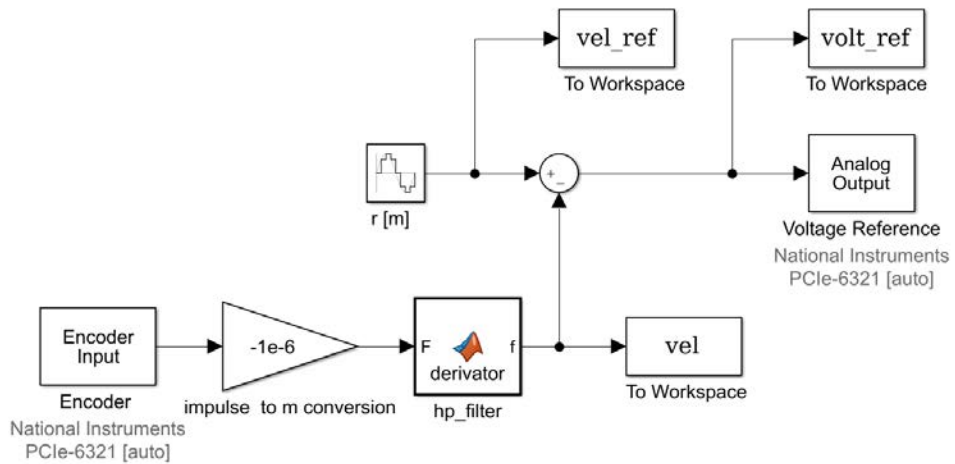 vel_ref
To Workspace
volt_ref
To Workspace
r [m]
+
-
Analog
Output
Voltage Reference
National Instruments
PCIe-6321 [auto]
Encoder
Input
Encoder
National Instruments
PCIe-6321 [auto]
-1e-6
impulse to m conversion
F
f
derivator
hp_filter
vel
To Workspace